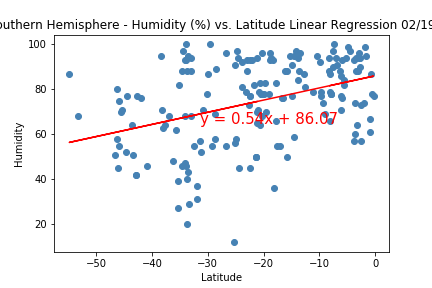 outhern Hemisphere - Humidity (%) vs. Latitude Linear Regression 02/19
100
80
60
40
20
Humidity
y = 0.54x + 86.07
−50
−40
−30
−20
−10
0
Latitude